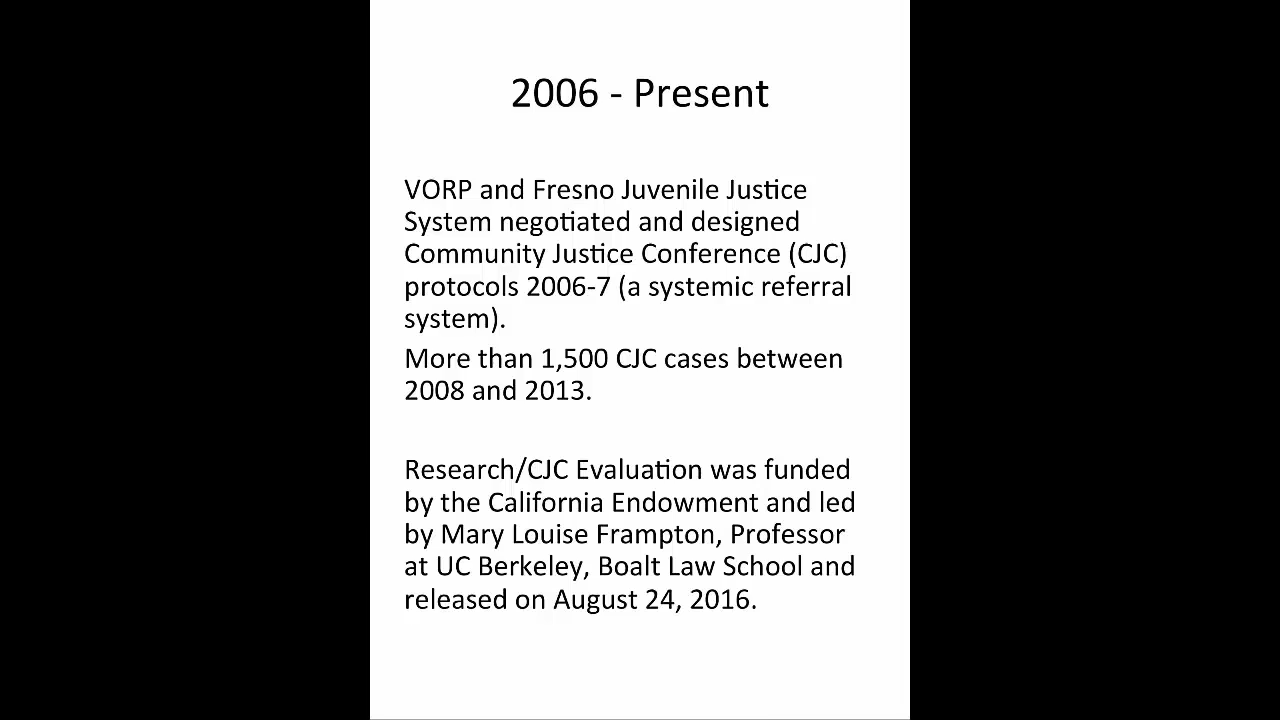 2006 - Present
VORP and Fresno Juvenile Justice
System negotiated and designed
Community Justice Conference (CJC)
protocols 2006-7 (a systemic referral
system).
More than 1,500 CJC cases between
2008 and 2013.
Research/CJC Evaluation was funded
by the California Endowment and led
by Mary Louise Frampton, Professor
at UC Berkeley, Boalt Law School and
released on August 24, 2016.